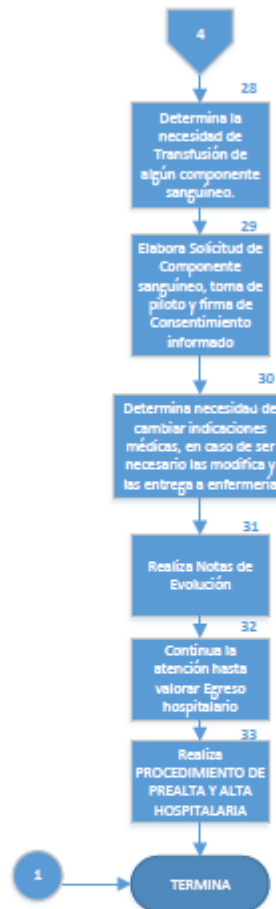 4
28
Determina la
necesidad de
Transfusión de
algún componente
sanguíneo.
29
Elabora Solicitud de
Componente
sanguíneo, toma de
piloto y firma de
Consentimiento
informado
30
Determina necesidad de
cambiar indicaciones
médicas, en caso de ser
necesario las modifica y
las entrega a enfermería
31
Realiza Notas de
Evolución
32
Continua la
atención hasta
valorar Egreso
hospitalario
33
Realiza
PROCEDIMIENTO DE
PREALTA Y ALTA
HOSPITALARIA
1
TERMINA